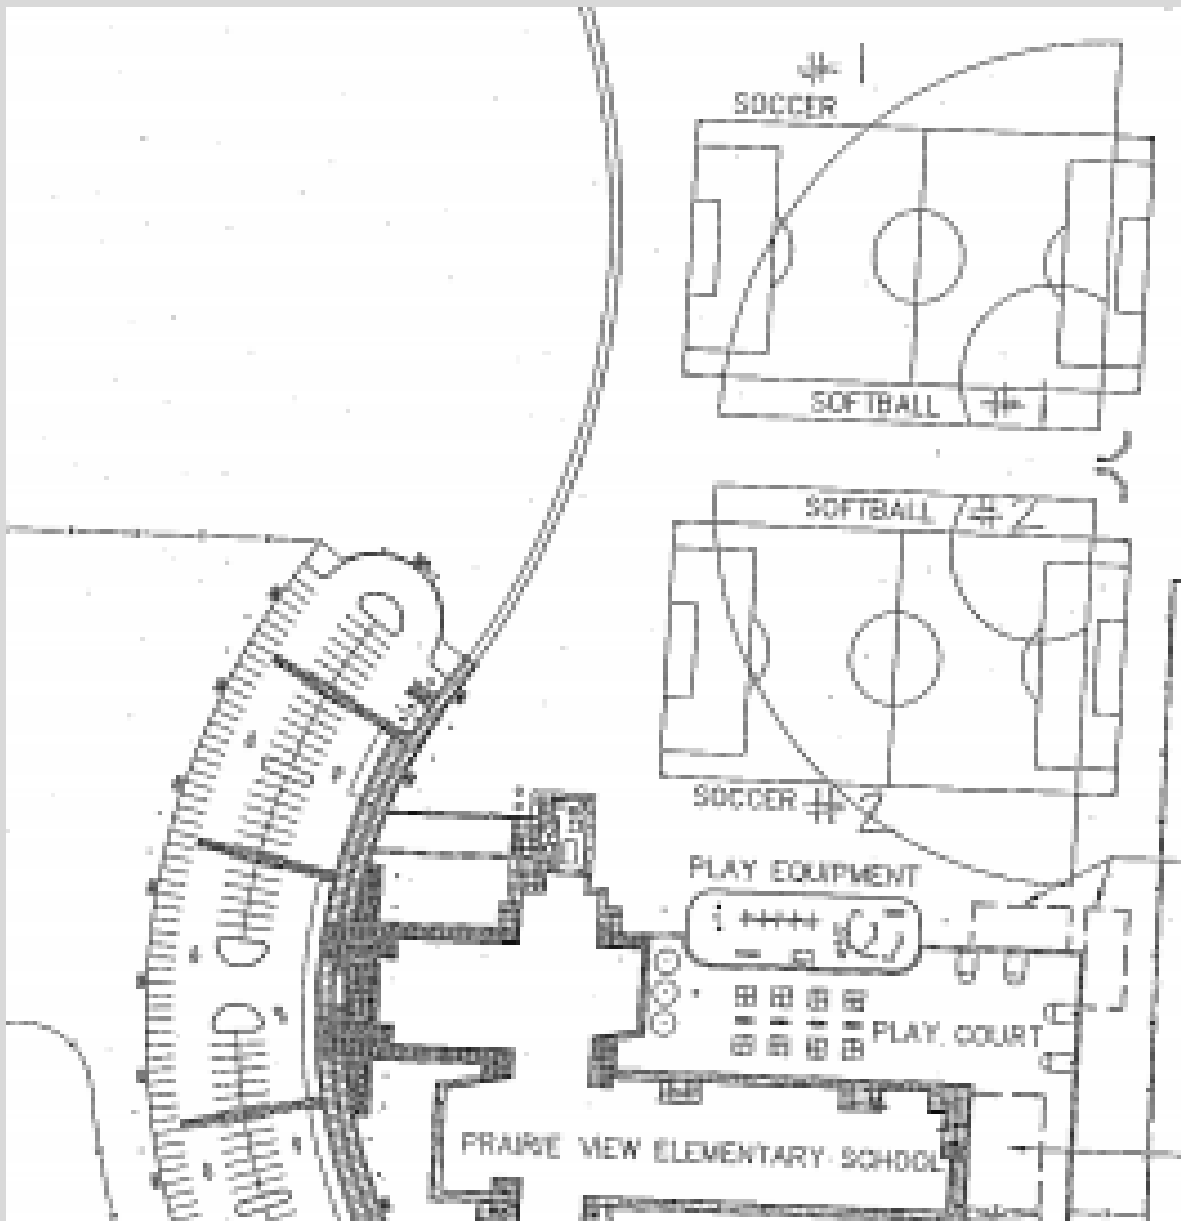 #1
SOCCER
SOFTBALL #1
SOFTBALL #2
SOCCER #2
PLAY EQUIPMENT
PLAY COURT
PRAIRIE VIEW ELEMENTARY SCHOOL